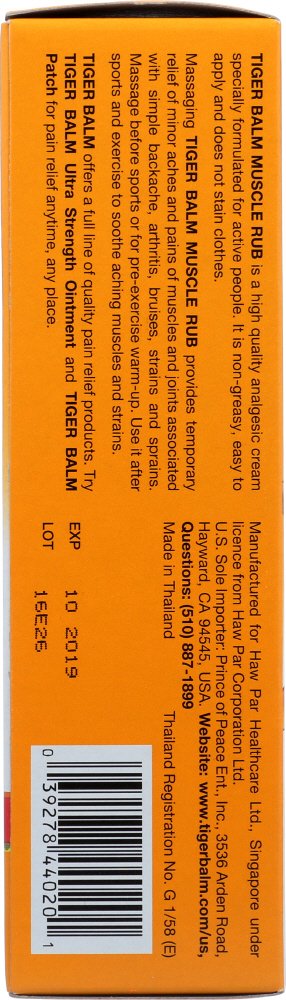 TIGER BALM MUSCLE RUB is a high quality analgesic cream
specially formulated for active people. It is non-greasy, easy to
apply and does not stain clothes.
Massaging TIGER BALM MUSCLE RUB provides temporary
relief of minor aches and pains of muscles and joints associated
with simple backache, arthritis, bruises, strains and sprains.
Massage before sports or for pre-exercise warm-up. Use it after
sports and exercise to soothe aching muscles and strains.
TIGER BALM offers a full line of quality pain relief products. Try
TIGER BALM Ultra Strength Ointment and TIGER BALM
Patch for pain relief anytime, any place.
Manufactured for Haw Par Healthcare Ltd., Singapore under
licence from Haw Par Corporation Ltd.
U.S. Sole Importer: Prince of Peace Ent., Inc., 3536 Arden Road,
Hayward, CA 94545, USA. Website: www.tigerbalm.com/us,
Questions: (510) 887-1899
Made in Thailand Thailand Registration No. G 1/58 (E)
EXP 10 2019
LOT 16E26
0 39278 44020 1